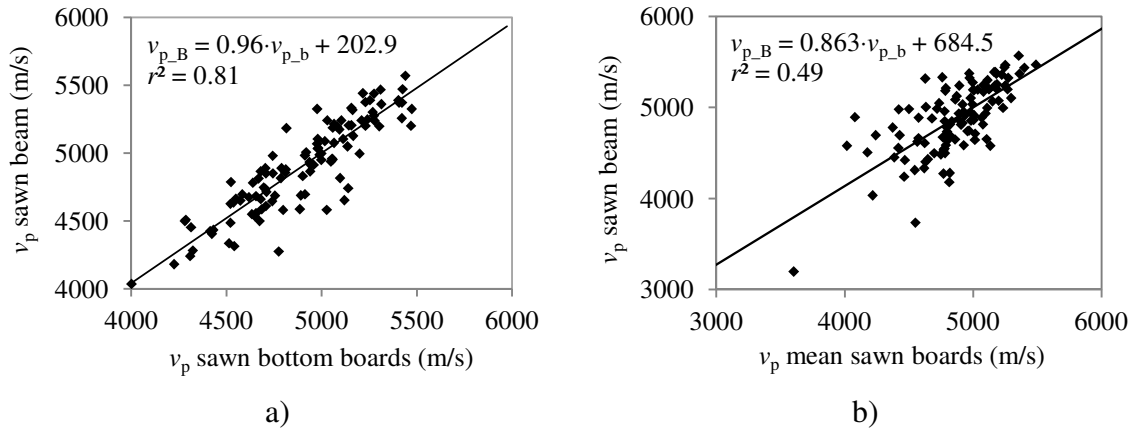 6000
5500
5000
4500
4000
v_p sawn beam (m/s)
v_p_B = 0.96·v_p_b + 202.9
r² = 0.81
4000 4500 5000 5500 6000
v_p sawn bottom boards (m/s)
a)
6000
5000
4000
3000
v_p sawn beam (m/s)
v_p_B = 0.863·v_p_b + 684.5
r² = 0.49
3000 4000 5000 6000
v_p mean sawn boards (m/s)
b)